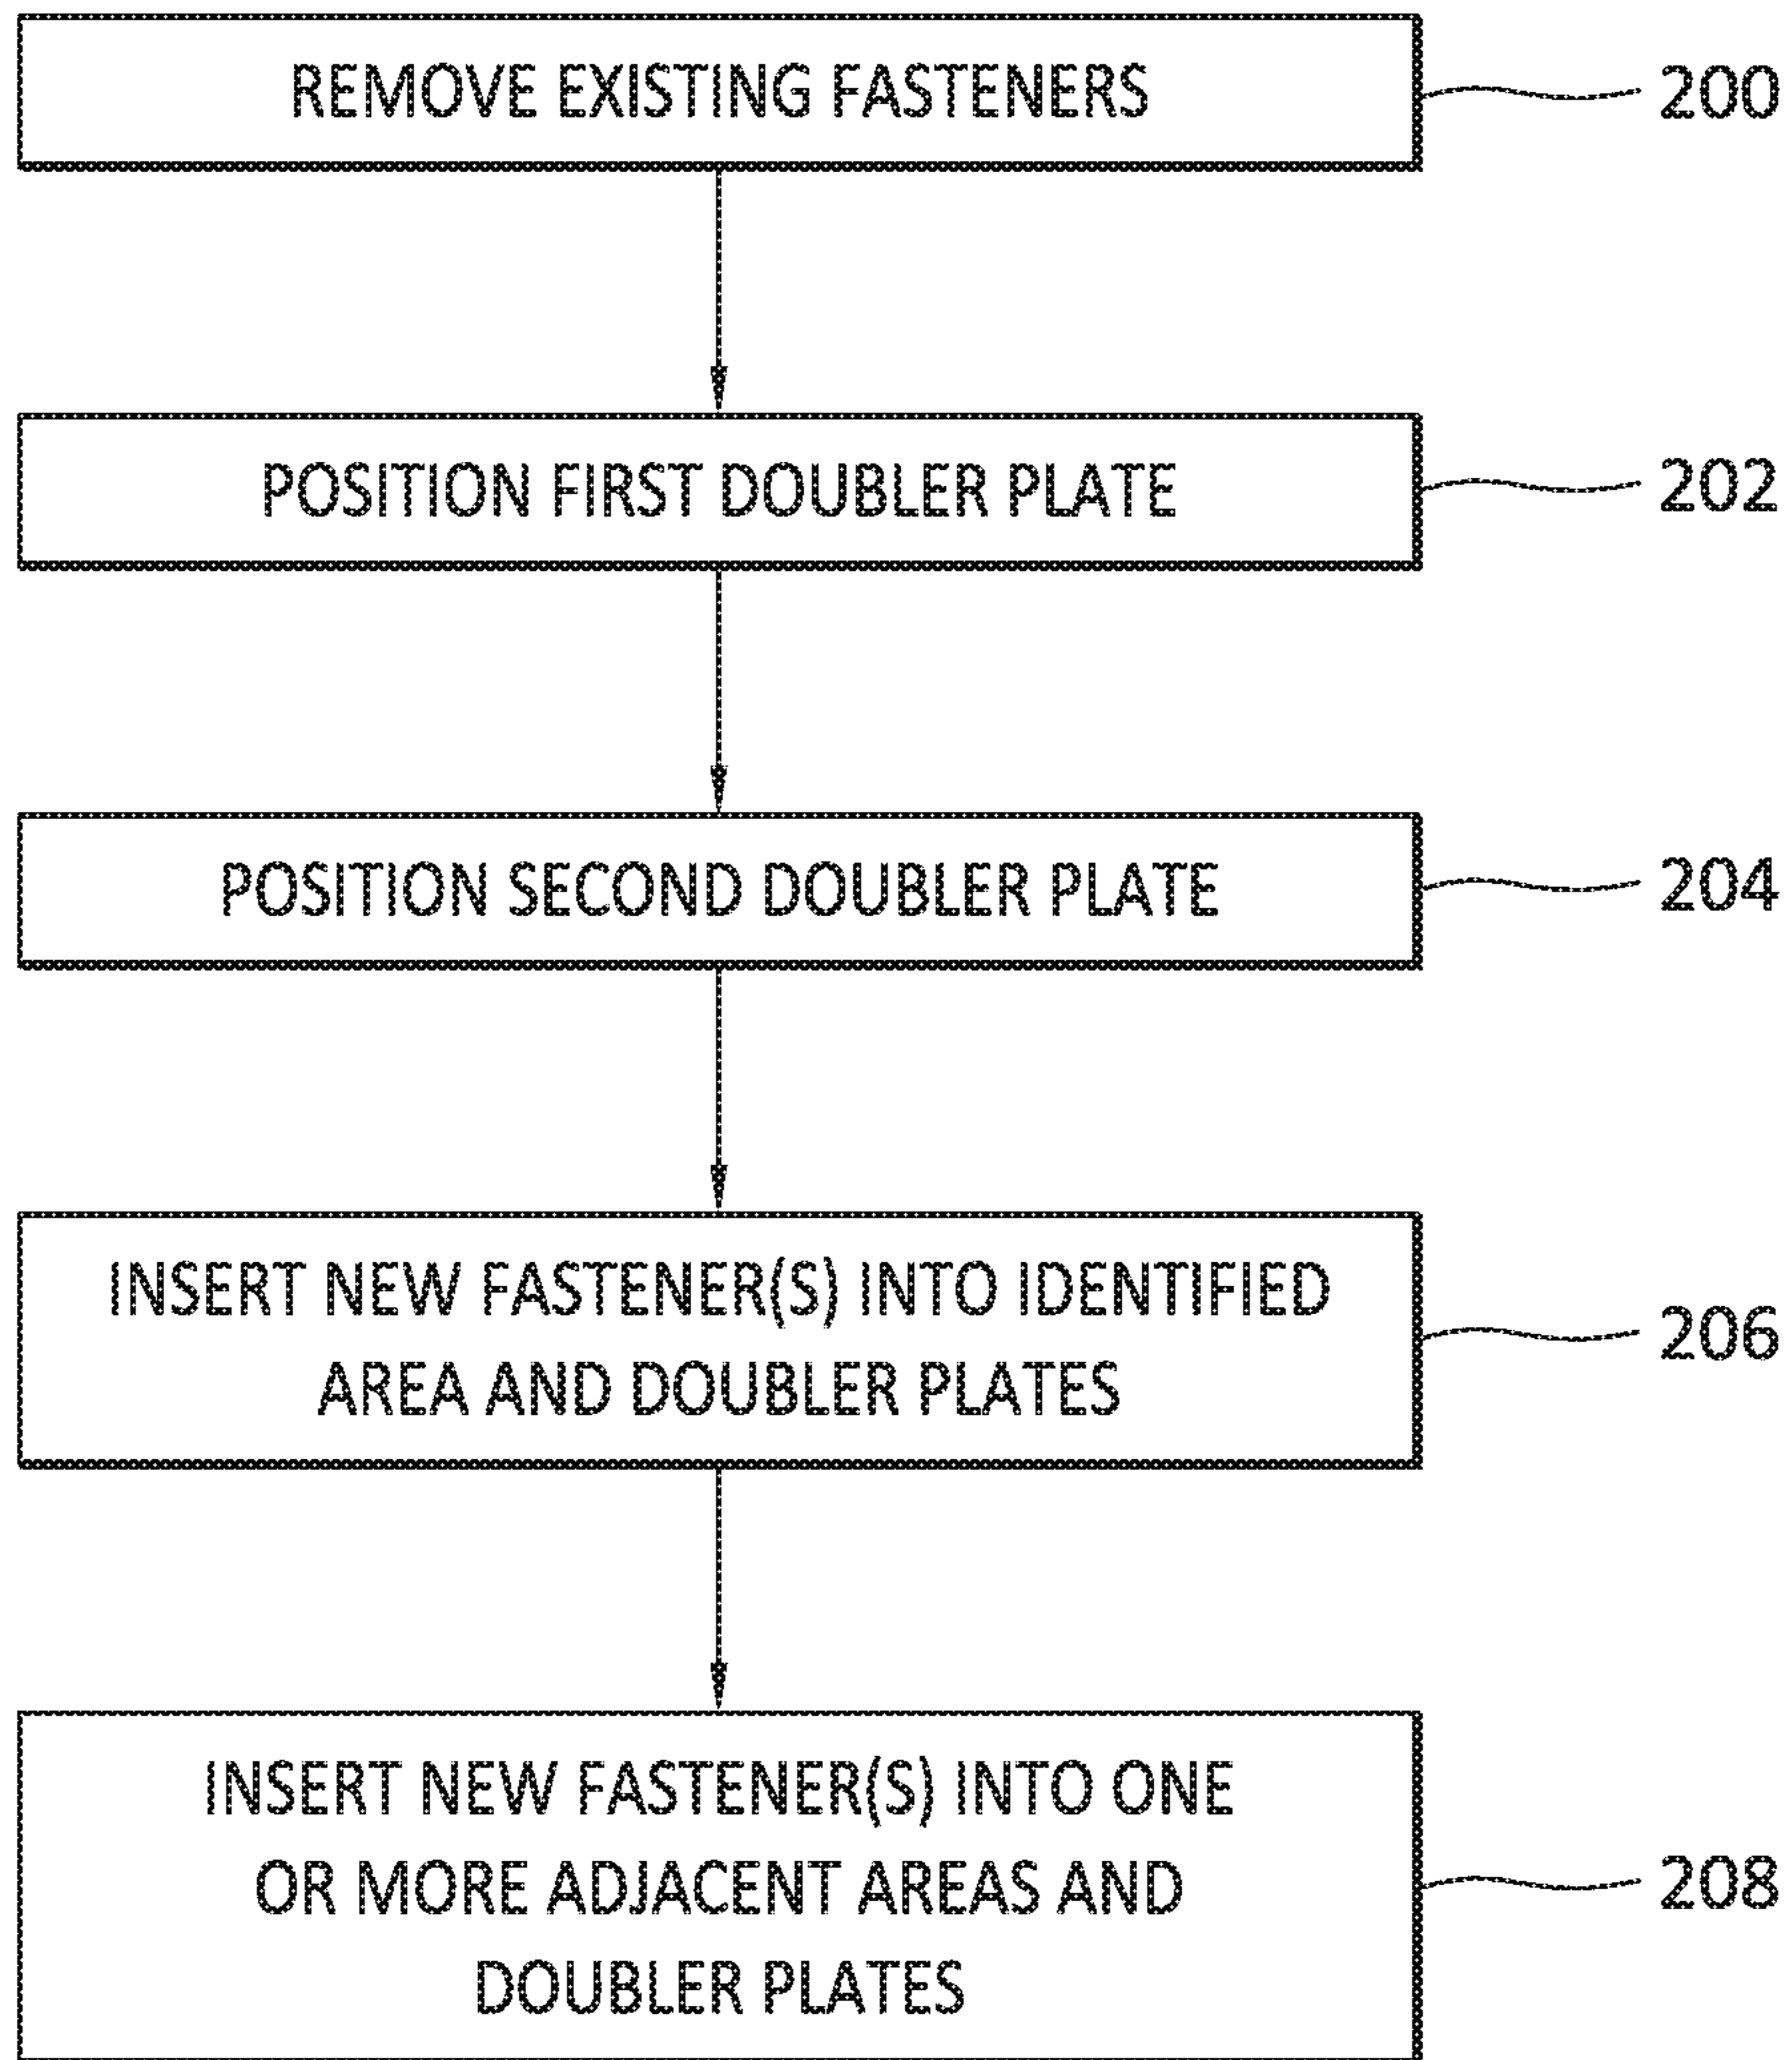 REMOVE EXISTING FASTENERS
200
POSITION FIRST DOUBLER PLATE
202
POSITION SECOND DOUBLER PLATE
204
INSERT NEW FASTENER(S) INTO IDENTIFIED
AREA AND DOUBLER PLATES
206
INSERT NEW FASTENER(S) INTO ONE
OR MORE ADJACENT AREAS AND
DOUBLER PLATES
208